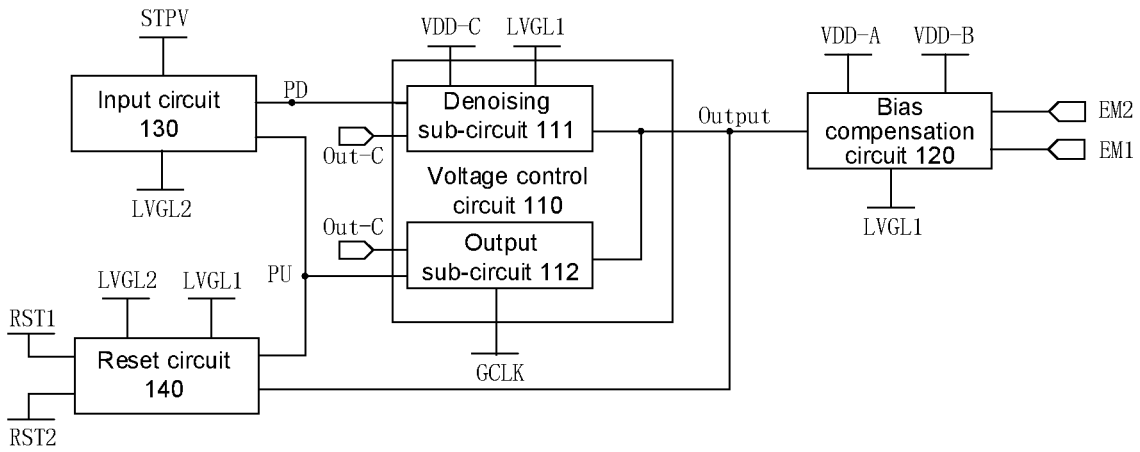 STPV
VDD-C
LVGL1
VDD-A
VDD-B
Input circuit
130
PD
Denoising
sub-circuit 111
Output
Bias
compensation
circuit 120
EM2
EM1
Out-C
LVGL2
Voltage control
circuit 110
LVGL1
Out-C
Output
sub-circuit 112
PU
LVGL2
LVGL1
RST1
Reset circuit
140
GCLK
RST2